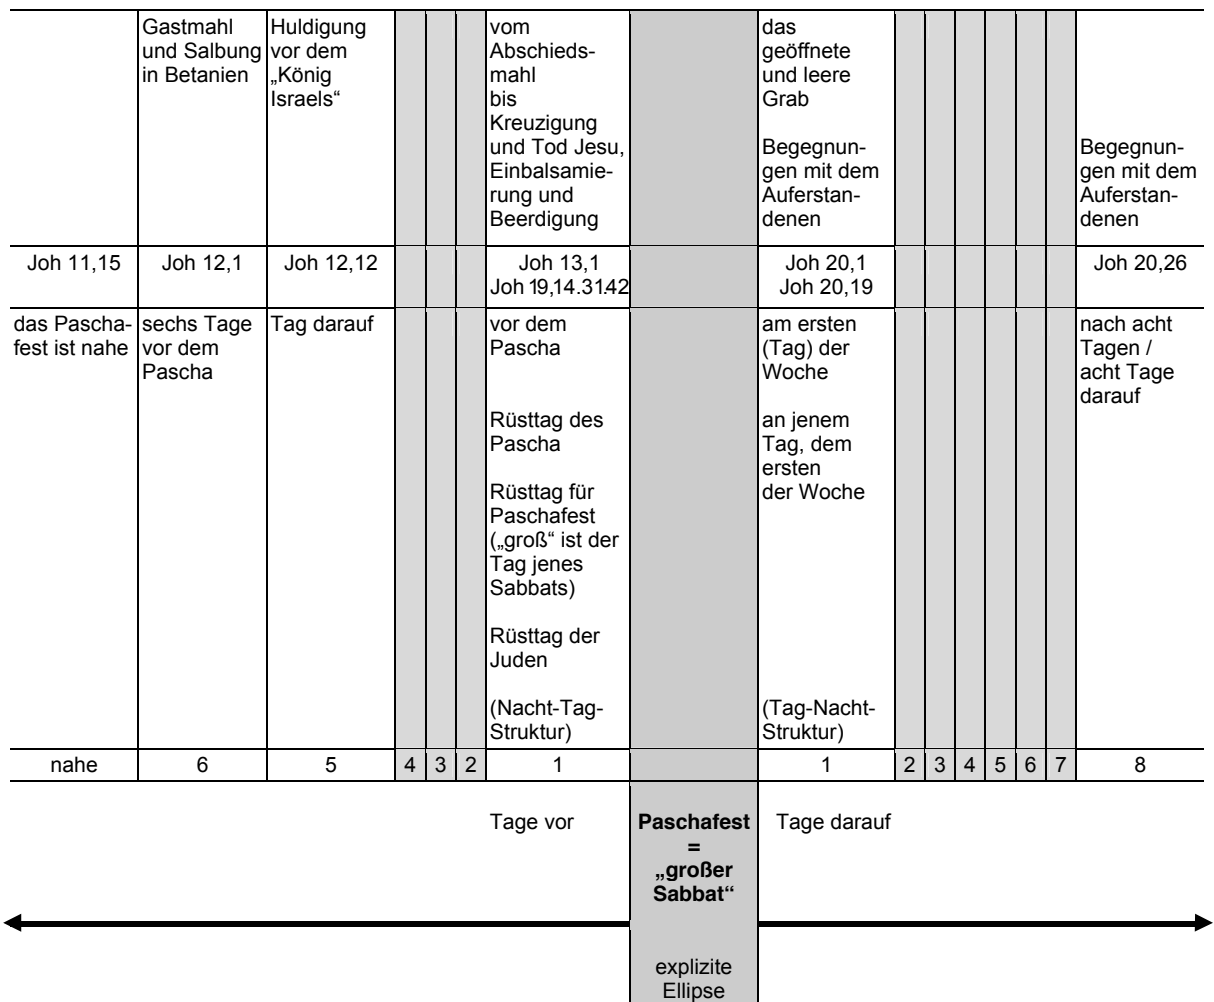 Gastmahl
und Salbung
in Betanien
Huldigung
vor dem
„König
Israels“
vom
Abschieds-
mahl
bis
Kreuzigung
und Tod Jesu,
Einbalsamie-
rung und
Beerdigung
das
geöffnete
und leere
Grab
Begegnun-
gen mit dem
Auferstan-
denen
Begegnun-
gen mit dem
Auferstan-
denen
Joh 11,15
Joh 12,1
Joh 12,12
Joh 13,1
Joh 19,14.31.42
Joh 20,1
Joh 20,19
Joh 20,26
das Pascha-
fest ist nahe
sechs Tage
vor dem
Pascha
Tag darauf
vor dem
Pascha
Rüsttag des
Pascha
Rüsttag für
Paschafest
(„groß“ ist der
Tag jenes
Sabbats)
Rüsttag der
Juden
(Nacht-Tag-
Struktur)
am ersten
(Tag) der
Woche
an jenem
Tag, dem
ersten
der Woche
(Tag-Nacht-
Struktur)
nach acht
Tagen /
acht Tage
darauf
nahe 6 5 4 3 2 1 1 2 3 4 5 6 7 8
Tage vor
Paschafest
=
„großer
Sabbat“
Tage darauf
explizite
Ellipse